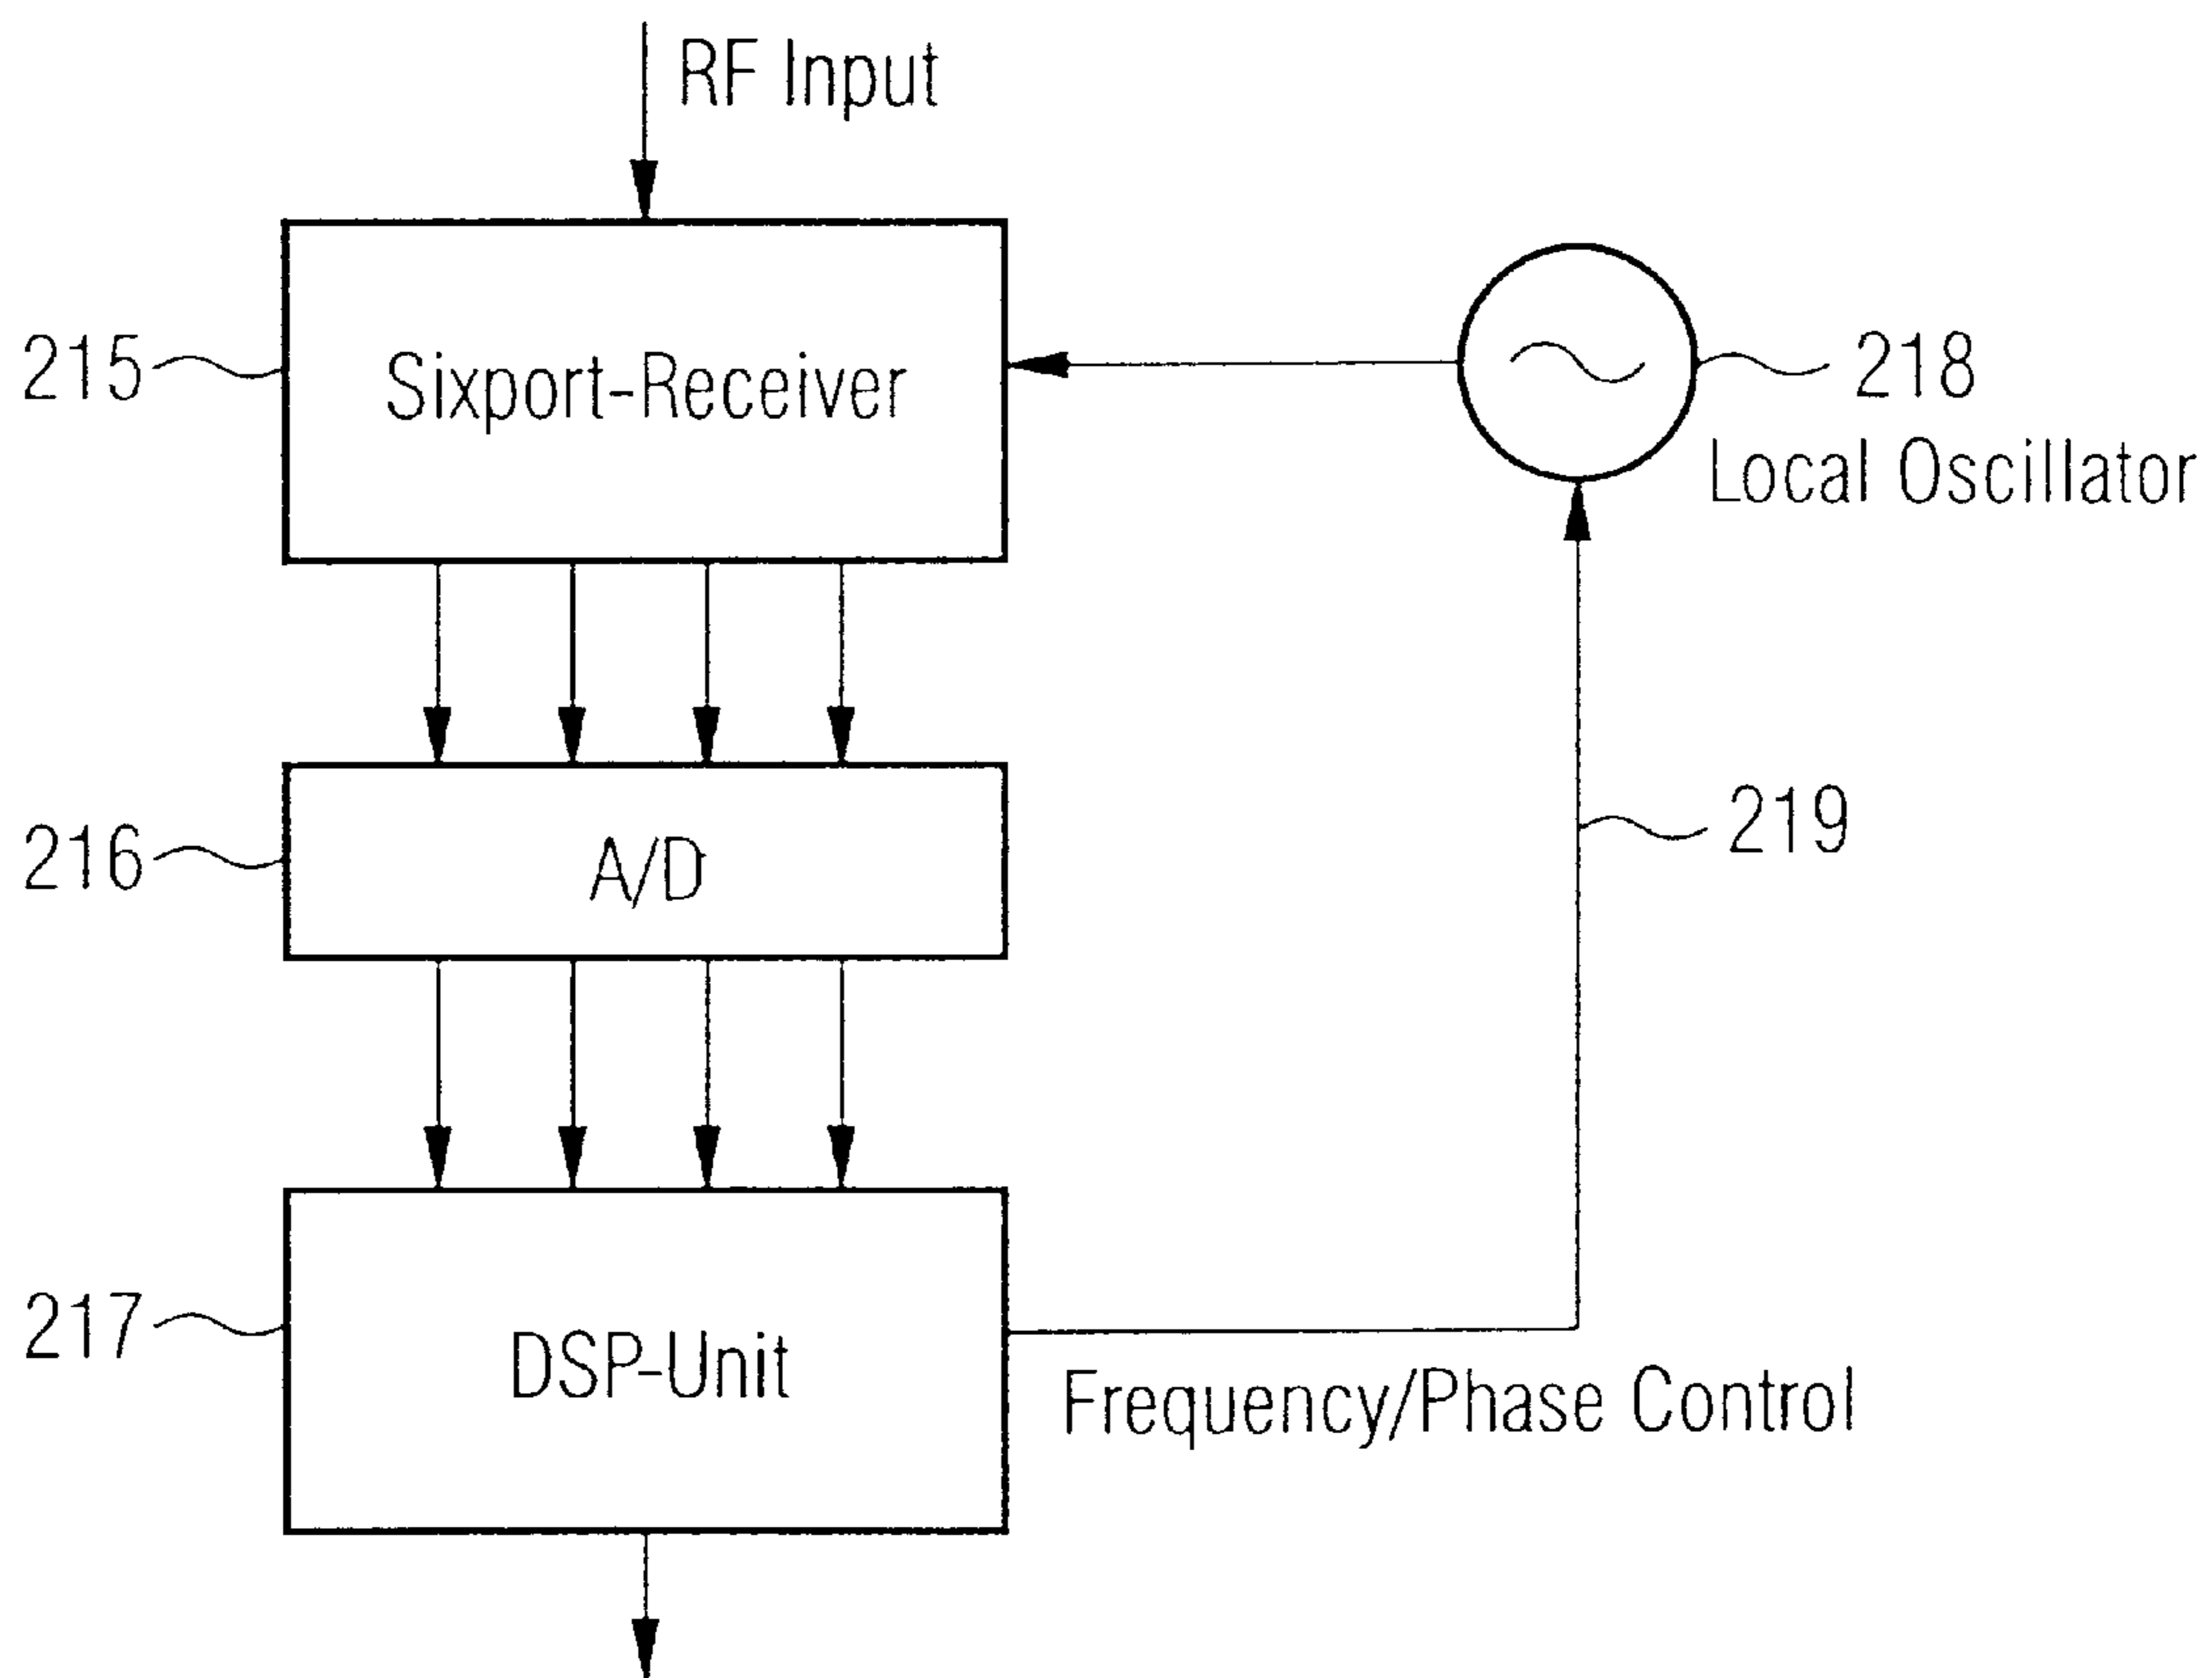 RF Input
215
Sixport-Receiver
218
Local Oscillator
216
A/D
219
217
DSP-Unit
Frequency/Phase Control